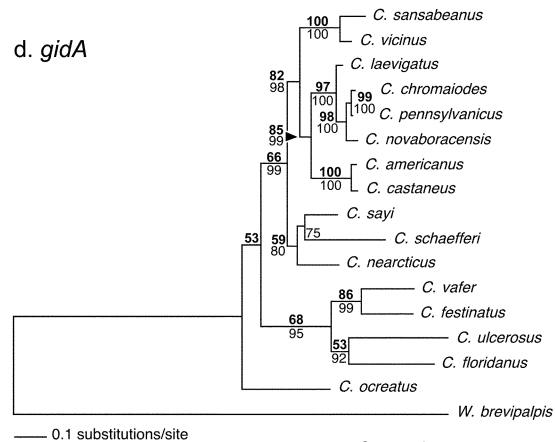 d. gidA
C. sansabeanus
100
100
C. vicinus
C. laevigatus
82
98
97
100
C. chromaiodes
99
100
C. pennsylvanicus
98
100
85
99
C. novaboracensis
66
99
C. americanus
100
100
C. castaneus
C. sayi
75
53
59
80
C. schaefferi
C. nearcticus
C. vafer
86
99
C. festinatus
68
95
C. ulcerosus
53
92
C. floridanus
C. ocreatus
W. brevipalpis
0.1 substitutions/site